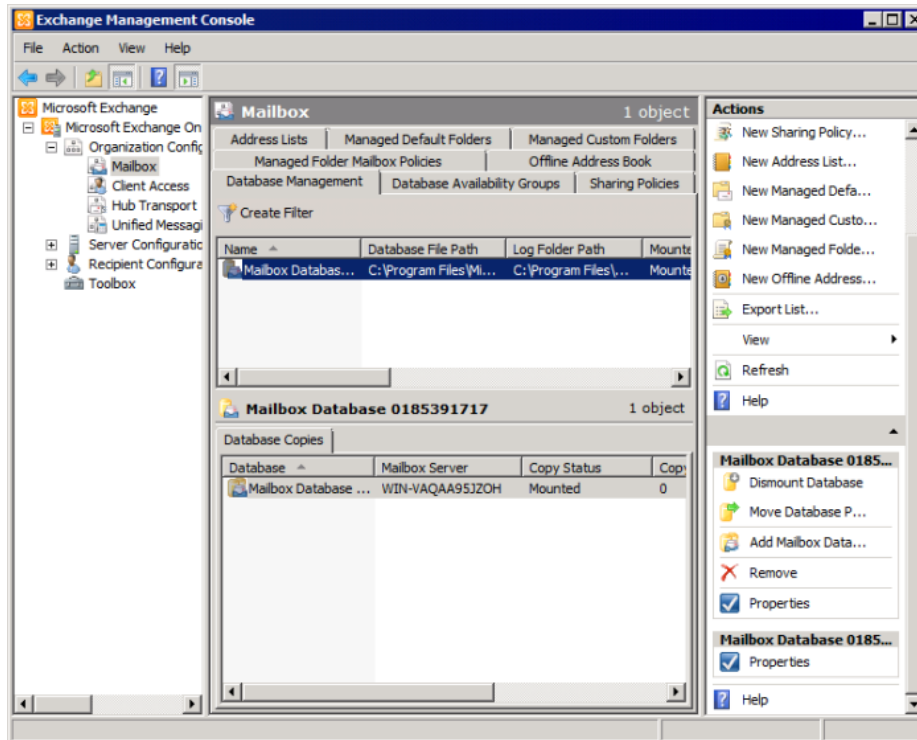 Exchange Management Console
File Action View Help
Microsoft Exchange
Microsoft Exchange On
Organization Config
Mailbox
Client Access
Hub Transport
Unified Messagi
Server Configuratic
Recipient Configura
Toolbox
Mailbox 1 object
Address Lists Managed Default Folders Managed Custom Folders
Managed Folder Mailbox Policies Offline Address Book
Database Management Database Availability Groups Sharing Policies
Create Filter
Name Database File Path Log Folder Path Mounte
Mailbox Databas... C:\Program Files\Mi... C:\Program Files\... Mounte
Mailbox Database 0185391717 1 object
Database Copies
Database Mailbox Server Copy Status Copy
Mailbox Database ... WIN-VAQAA95JZOH Mounted 0
Actions
New Sharing Policy...
New Address List...
New Managed Defa...
New Managed Custo...
New Managed Folde...
New Offline Address...
Export List...
View
Refresh
Help
Mailbox Database 0185...
Dismount Database
Move Database P...
Add Mailbox Data...
Remove
Properties
Mailbox Database 0185...
Properties
Help